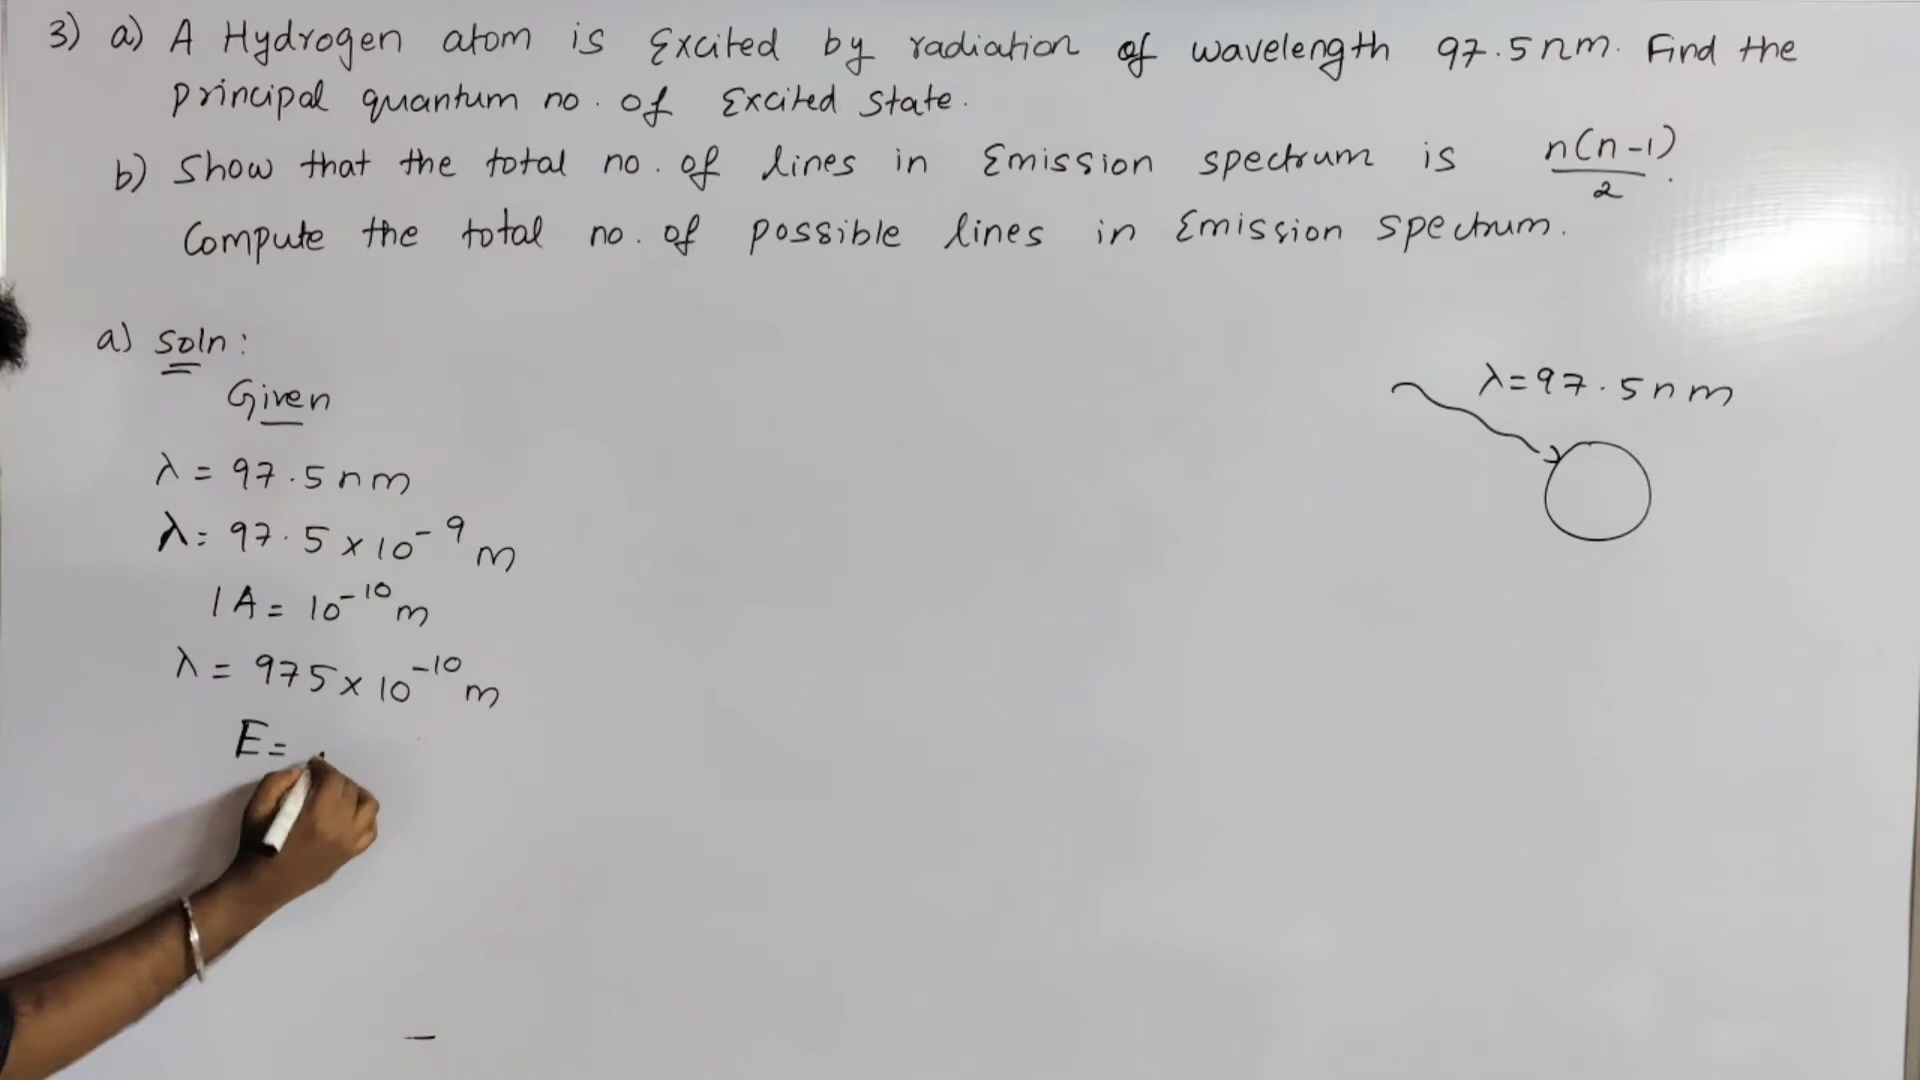 3) a) A Hydrogen atom is Excited by radiation of wavelength 97.5nm. Find the
principal quantum no. of Excited State.
b) Show that the total no. of lines in Emission spectrum is n(n-1)/2.
Compute the total no. of possible lines in Emission spectrum.
a) Soln:
Given
λ = 97.5nm
λ = 97.5 × 10⁻⁹ m
1A = 10⁻¹⁰ m
λ = 975 × 10⁻¹⁰ m
E =
λ = 97.5nm